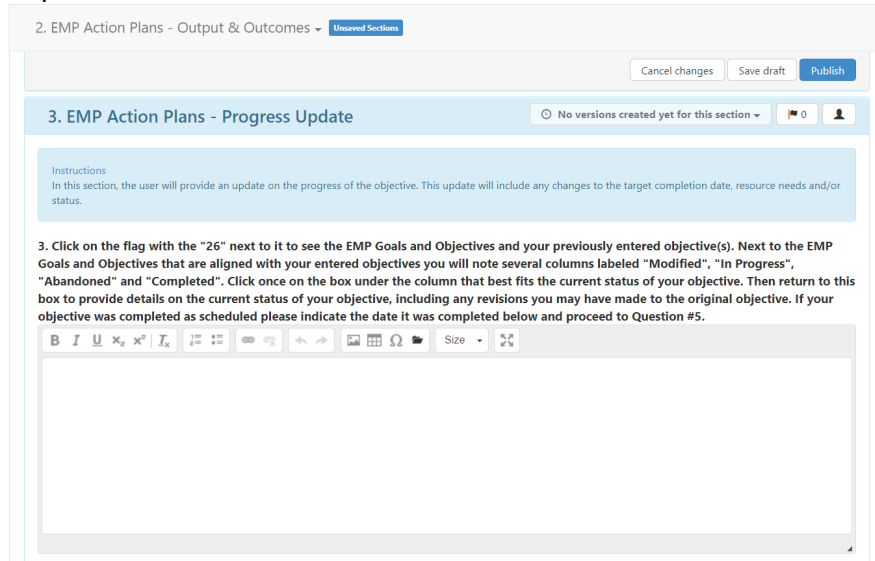 2. EMP Action Plans - Output & Outcomes Unsaved Sections
Cancel changes Save draft Publish
3. EMP Action Plans - Progress Update No versions created yet for this section 0
Instructions
In this section, the user will provide an update on the progress of the objective. This update will include any changes to the target completion date, resource needs and/or
status.
3. Click on the flag with the "26" next to it to see the EMP Goals and Objectives and your previously entered objective(s). Next to the EMP
Goals and Objectives that are aligned with your entered objectives you will note several columns labeled "Modified", "In Progress",
"Abandoned" and "Completed". Click once on the box under the column that best fits the current status of your objective. Then return to this
box to provide details on the current status of your objective, including any revisions you may have made to the original objective. If your
objective was completed as scheduled please indicate the date it was completed below and proceed to Question #5.
B I U x₂ x² Ix Ω Size